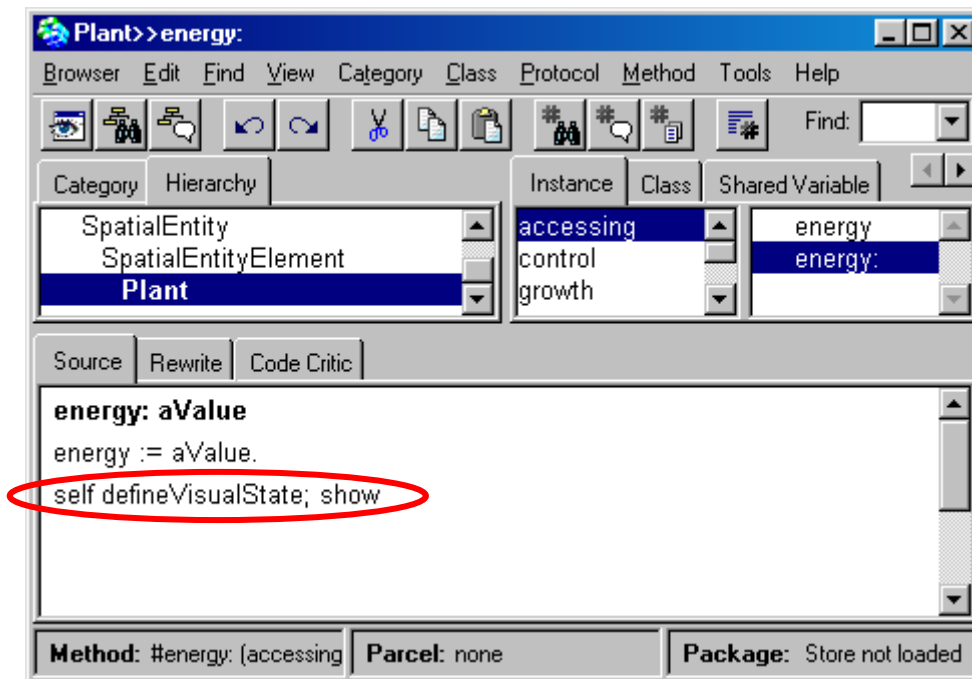 Plant>>energy:
Browser Edit Find View Category Class Protocol Method Tools Help
Find:
Category Hierarchy Instance Class Shared Variable
SpatialEntity accessing energy
SpatialEntityElement control energy:
Plant growth
Source Rewrite Code Critic
energy: aValue
energy := aValue.
self defineVisualState; show
Method: #energy: (accessing Parcel: none Package: Store not loaded